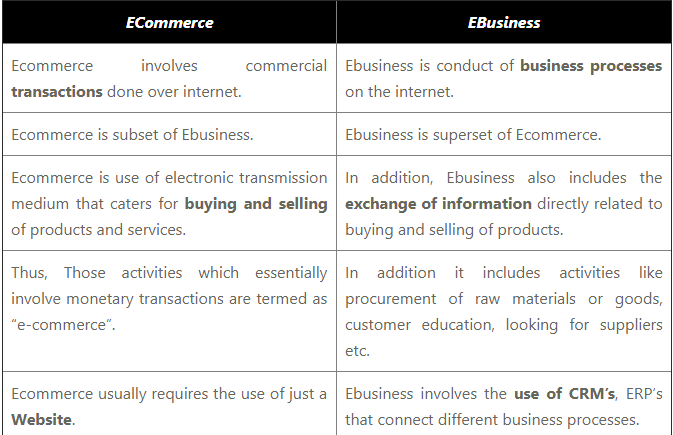 ECommerce
EBusiness
Ecommerce involves commercial
transactions done over internet.
Ebusiness is conduct of business processes
on the internet.
Ecommerce is subset of Ebusiness.
Ebusiness is superset of Ecommerce.
Ecommerce is use of electronic transmission
medium that caters for buying and selling
of products and services.
In addition, Ebusiness also includes the
exchange of information directly related to
buying and selling of products.
Thus, Those activities which essentially
involve monetary transactions are termed as
“e-commerce”.
In addition it includes activities like
procurement of raw materials or goods,
customer education, looking for suppliers
etc.
Ecommerce usually requires the use of just a
Website.
Ebusiness involves the use of CRM’s, ERP’s
that connect different business processes.